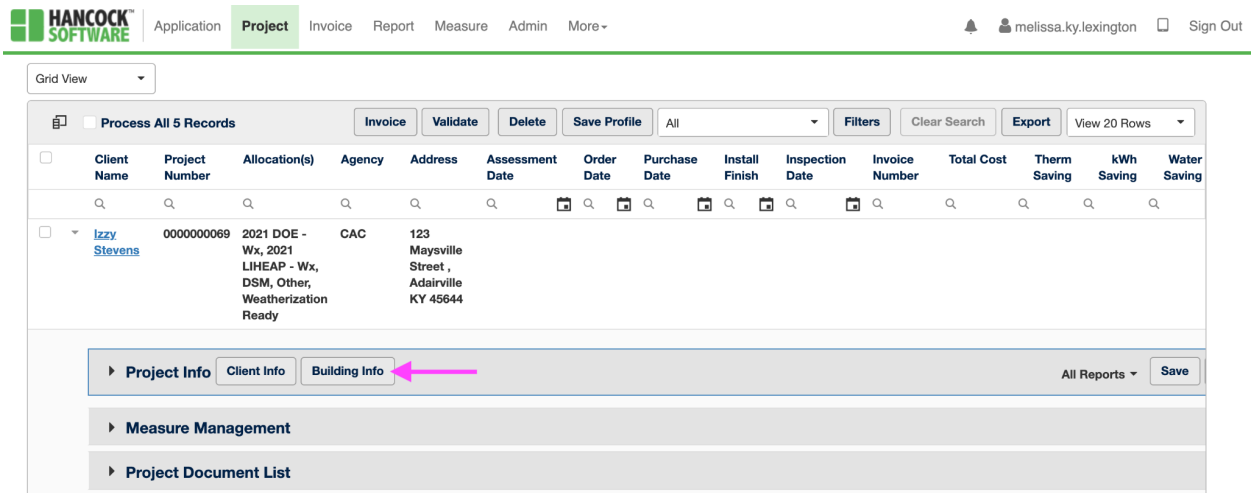 HANCOCK™
SOFTWARE
Application Project Invoice Report Measure Admin More
melissa.ky.lexington Sign Out
Grid View
Process All 5 Records Invoice Validate Delete Save Profile All Filters Clear Search Export View 20 Rows
Client Project Allocation(s) Agency Address Assessment Order Purchase Install Inspection Invoice Total Cost Therm kWh Water
Name Number Date Date Date Finish Date Number Saving Saving Saving
Izzy 0000000069 2021 DOE - CAC 123
Stevens Wx, 2021 Maysville
LIHEAP - Wx, Street ,
DSM, Other, Adairville
Weatherization KY 45644
Ready
Project Info Client Info Building Info All Reports Save
Measure Management
Project Document List